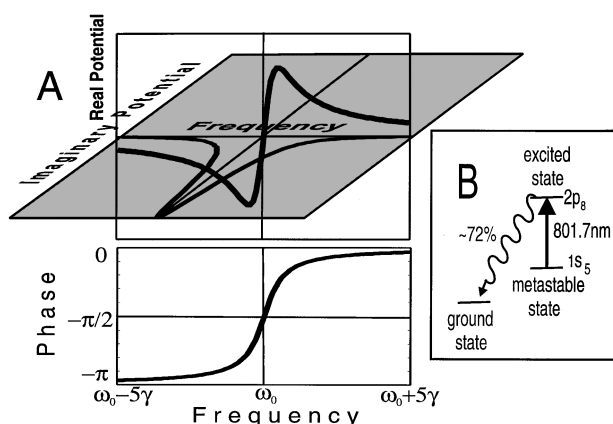 A
Real Potential
Imaginary Potential
Frequency
0
−π/2
−π
Phase
ω₀−5γ
ω₀
ω₀+5γ
Frequency
B
excited
state
2p₈
~72%
801.7nm
1s₅
metastable
state
ground
state